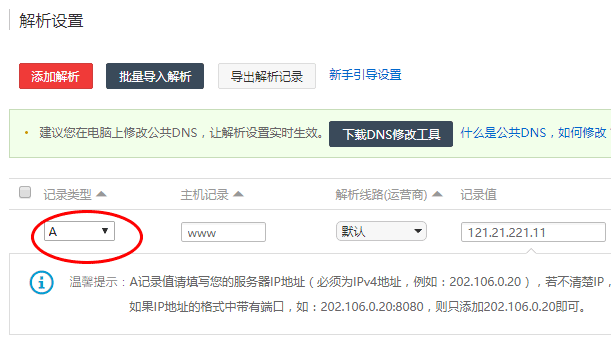 解析设置
添加解析 批量导入解析 导出解析记录 新手引导设置
• 建议您在电脑上修改公共DNS，让解析设置实时生效。 下载DNS修改工具 什么是公共DNS，如何修改？
记录类型 主机记录 解析线路(运营商) 记录值
A www 默认 121.21.221.11
温馨提示：A记录值请填写您的服务器IP地址（必须为IPv4地址，例如：202.106.0.20），若不清楚IP，
如果IP地址的格式中带有端口，如：202.106.0.20:8080，则只添加202.106.0.20即可。